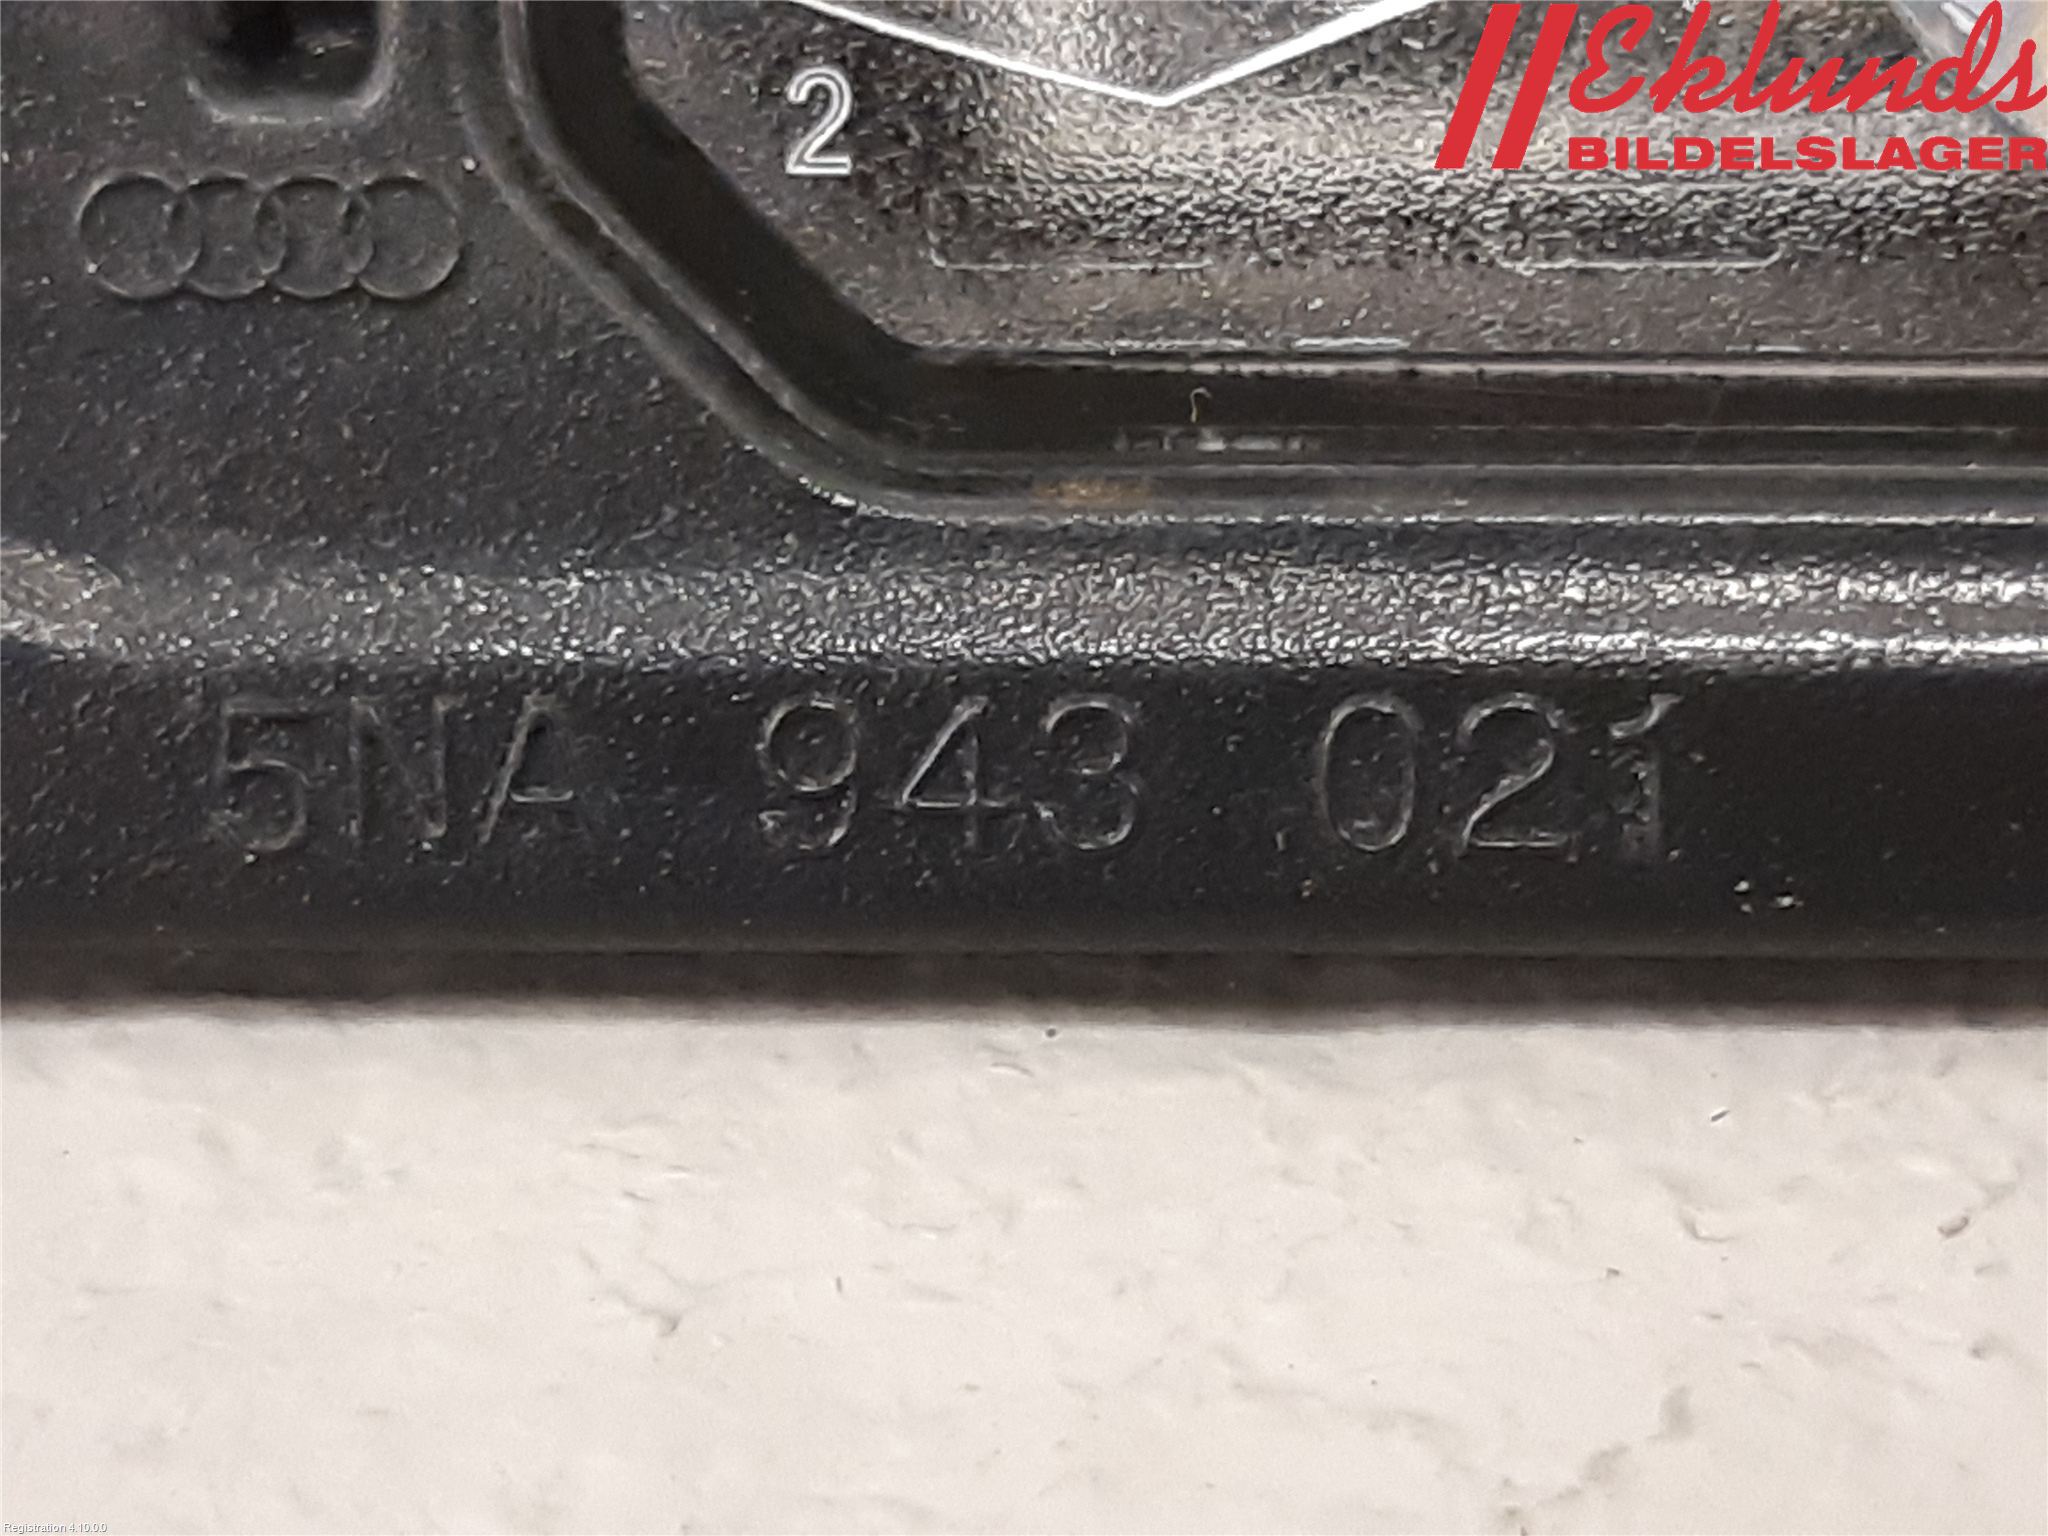 Eklunds
BILDELSLAGER
2
5NA 943 021
Registration 4.10.0.0